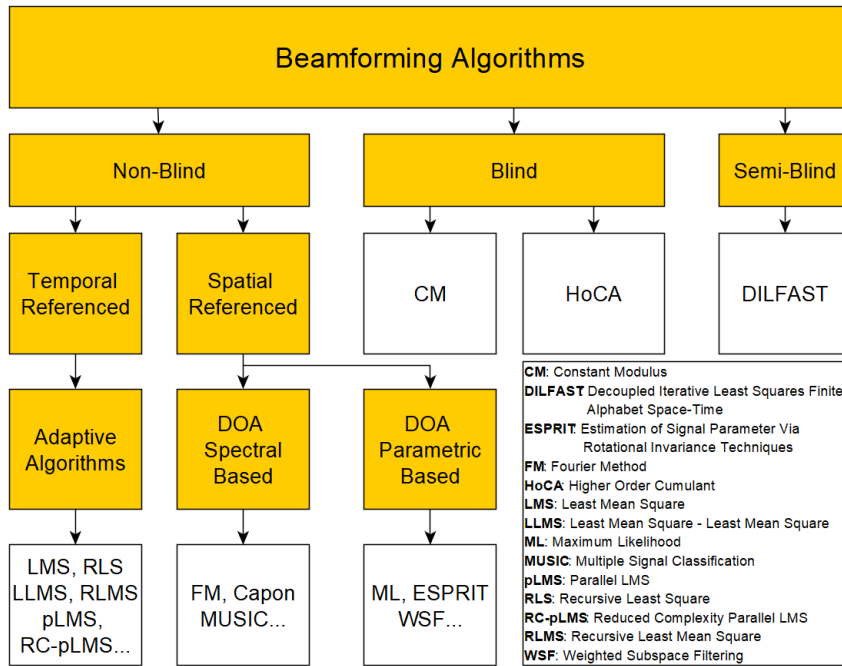 Beamforming Algorithms
Non-Blind
Blind
Semi-Blind
Temporal
Referenced
Spatial
Referenced
CM
HoCA
DILFAST
Adaptive
Algorithms
DOA
Spectral
Based
DOA
Parametric
Based
LMS, RLS
LLMS, RLMS
pLMS,
RC-pLMS...
FM, Capon
MUSIC...
ML, ESPRIT
WSF...
CM: Constant Modulus
DILFAST: Decoupled Iterative Least Squares Finite
Alphabet Space-Time
ESPRIT: Estimation of Signal Parameter Via
Rotational Invariance Techniques
FM: Fourier Method
HoCA: Higher Order Cumulant
LMS: Least Mean Square
LLMS: Least Mean Square - Least Mean Square
ML: Maximum Likelihood
MUSIC: Multiple Signal Classification
pLMS: Parallel LMS
RLS: Recursive Least Square
RC-pLMS: Reduced Complexity Parallel LMS
RLMS: Recursive Least Mean Square
WSF: Weighted Subspace Filtering